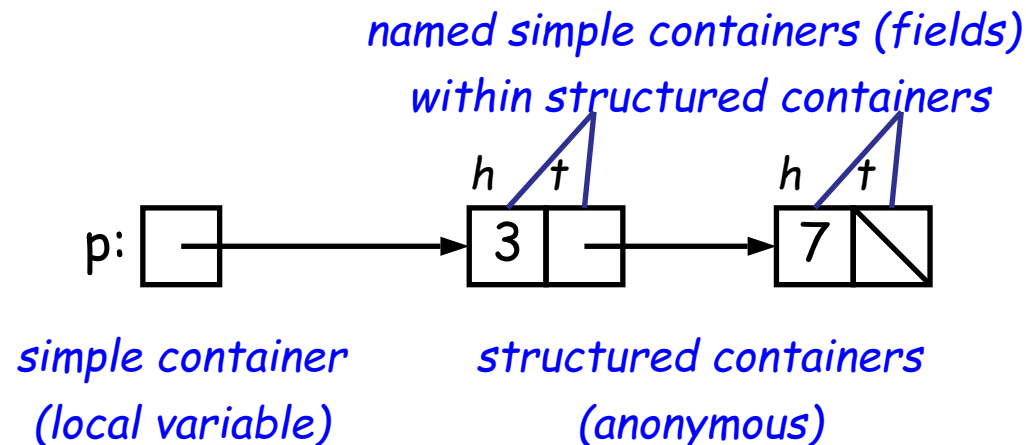 named simple containers (fields)
within structured containers
h t h t
p: 3 7
simple container structured containers
(local variable) (anonymous)